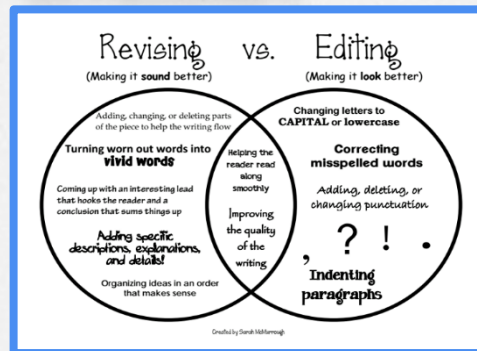 Revising vs. Editing
(Making it sound better) (Making it look better)
Adding, changing, or deleting parts
of the piece to help the writing flow
Turning worn out words into
vivid words
Coming up with an interesting lead
that hooks the reader and a
conclusion that sums things up
Adding specific
descriptions, explanations,
and details!
Organizing ideas in an order
that makes sense
Helping the
reader read
along
smoothly
Improving
the quality
of the
writing
Changing letters to
CAPITAL or lowercase
Correcting
misspelled words
Adding, deleting, or
changing punctuation
, ? ! .
Indenting
paragraphs
Created by Sarah